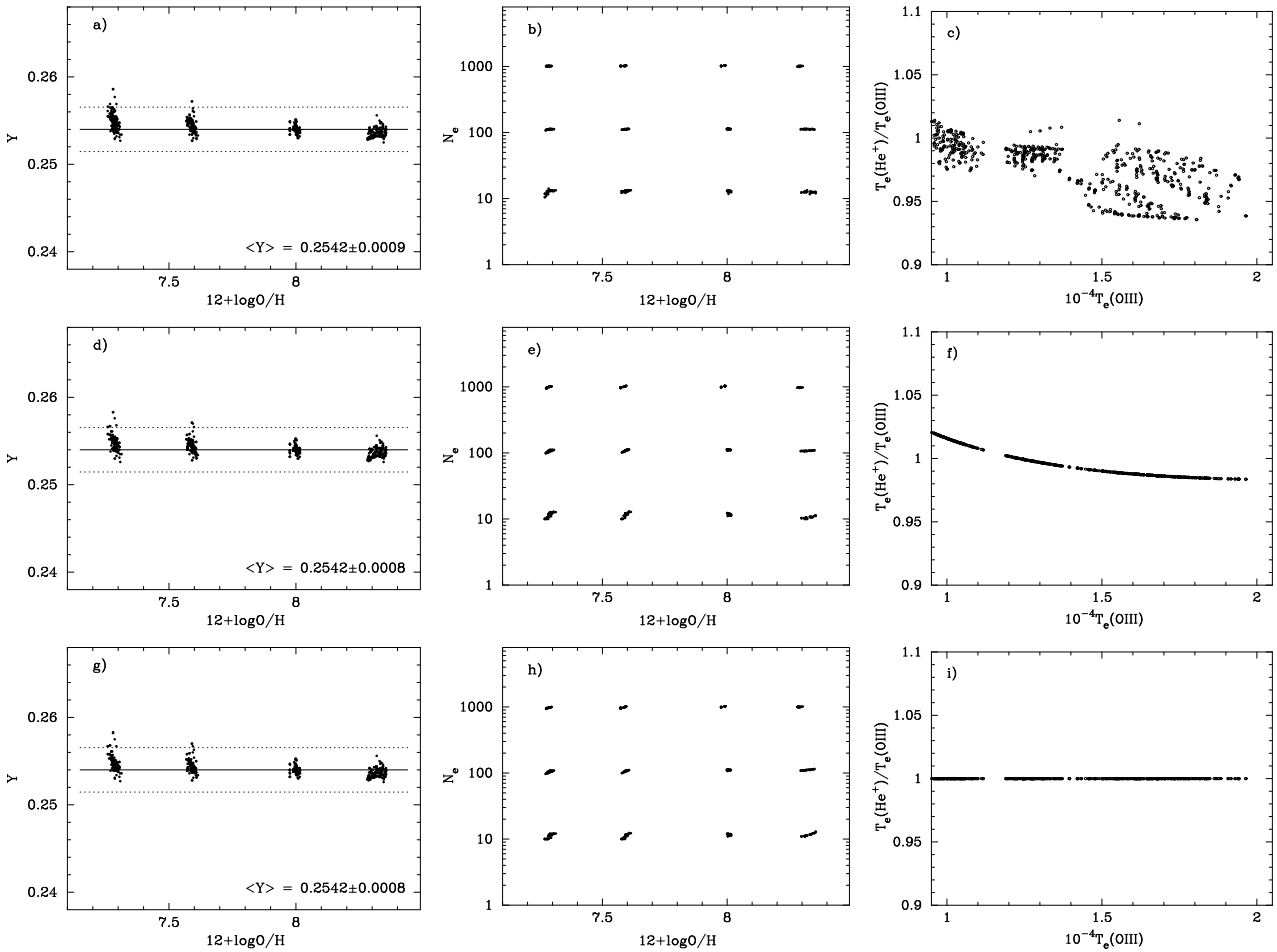 a)
0.26
0.25
0.24
Y
<Y> = 0.2542±0.0009
7.5
8
12+logO/H
b)
1000
100
10
1
N_e
7.5
8
12+logO/H
c)
1.1
1.05
1
0.95
0.9
T_e(He⁺)/T_e(OIII)
1
1.5
2
10⁻⁴T_e(OIII)
d)
0.26
0.25
0.24
Y
<Y> = 0.2542±0.0008
7.5
8
12+logO/H
e)
1000
100
10
1
N_e
7.5
8
12+logO/H
f)
1.1
1.05
1
0.95
0.9
T_e(He⁺)/T_e(OIII)
1
1.5
2
10⁻⁴T_e(OIII)
g)
0.26
0.25
0.24
Y
<Y> = 0.2542±0.0008
7.5
8
12+logO/H
h)
1000
100
10
1
N_e
7.5
8
12+logO/H
i)
1.1
1.05
1
0.95
0.9
T_e(He⁺)/T_e(OIII)
1
1.5
2
10⁻⁴T_e(OIII)